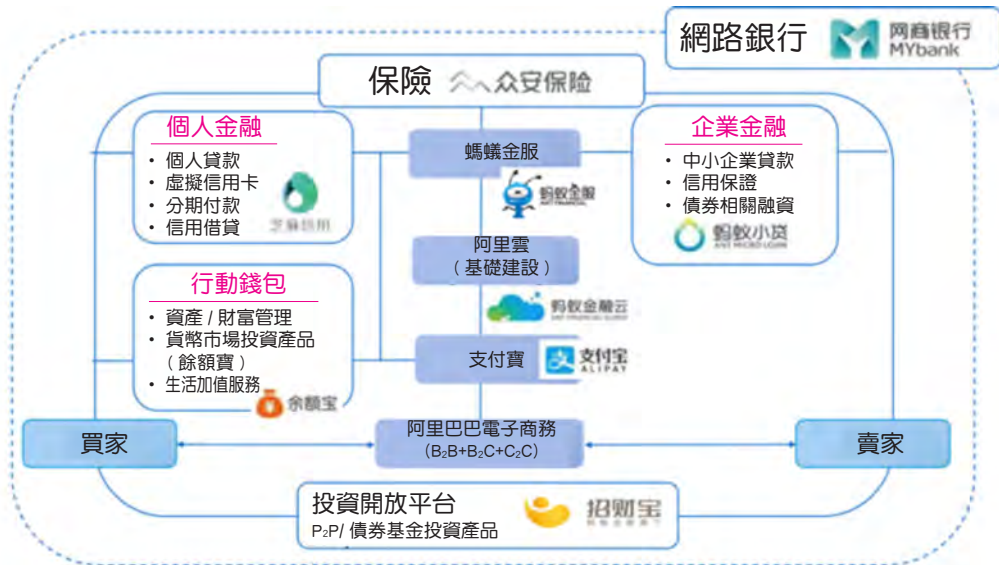 網路銀行
网商银行
MYbank
保險
众安保险
個人金融
• 個人貸款
• 虛擬信用卡
• 分期付款
• 信用借貸
芝麻信用
螞蟻金服
蚂蚁金服
ANT FINANCIAL
企業金融
• 中小企業貸款
• 信用保證
• 債券相關融資
蚂蚁小贷
ANT MICRO LOAN
阿里雲
（基礎建設）
蚂蚁金融云
行動錢包
• 資產 / 財富管理
• 貨幣市場投資產品
（餘額寶）
• 生活加值服務
余额宝
支付寶
支付宝
ALIPAY
買家
阿里巴巴電子商務
（B2B+B2C+C2C）
賣家
投資開放平台
P2P/ 債券基金投資產品
招财宝